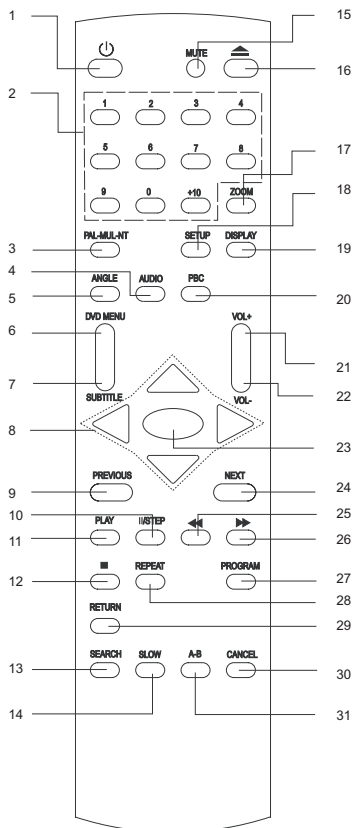 1
15
MUTE
16
2
1 2 3 4
5 6 7 8
17
9 0 +10 ZOOM
18
PAL-MUL-NT SETUP DISPLAY
3
19
4
ANGLE AUDIO PBC
5
20
6
DVD MENU VOL+
21
7
22
SUBTITLE VOL-
8
23
PREVIOUS NEXT
9
24
10
25
PLAY II/STEP
11
26
12
REPEAT PROGRAM
27
28
RETURN
29
SEARCH SLOW A-B CANCEL
13
30
14
31